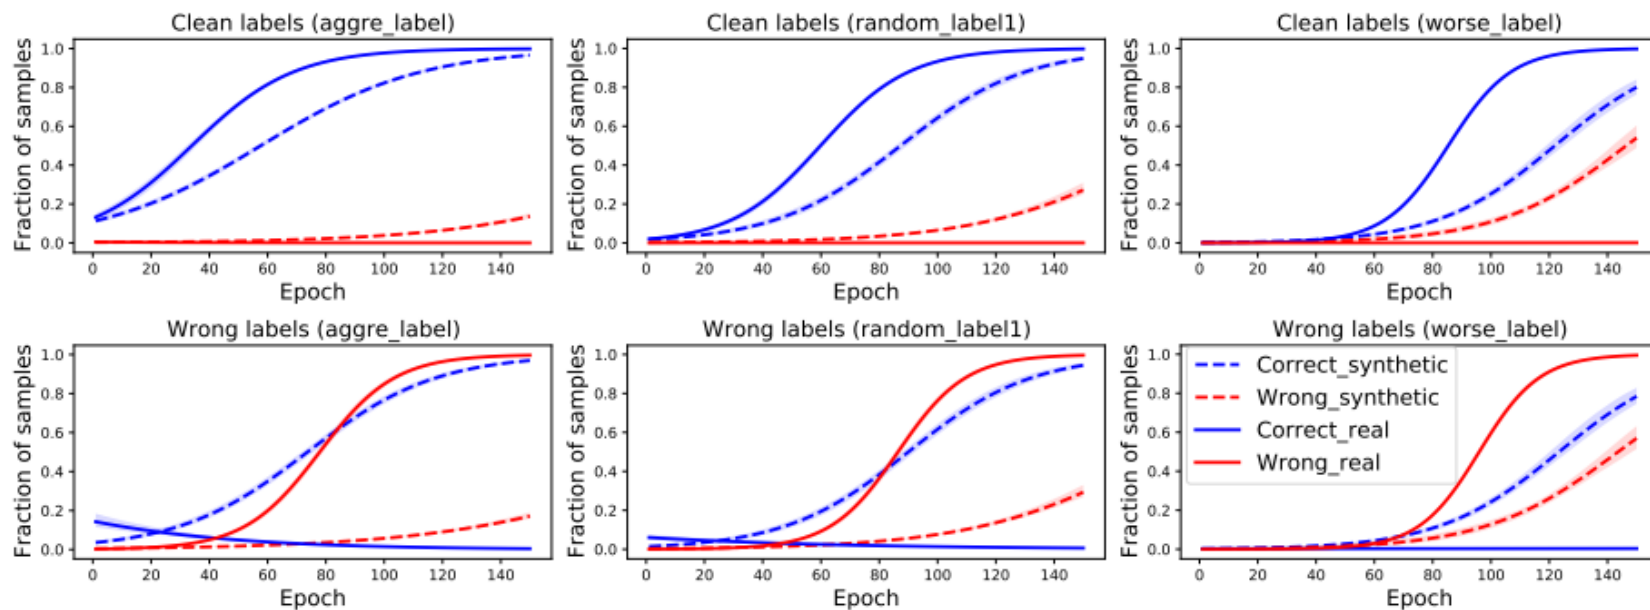 Clean labels (aggre_label)
Clean labels (random_label1)
Clean labels (worse_label)
Fraction of samples
1.0
0.8
0.6
0.4
0.2
0.0
0 20 40 60 80 100 120 140
Epoch
Fraction of samples
1.0
0.8
0.6
0.4
0.2
0.0
0 20 40 60 80 100 120 140
Epoch
Fraction of samples
1.0
0.8
0.6
0.4
0.2
0.0
0 20 40 60 80 100 120 140
Epoch
Wrong labels (aggre_label)
Wrong labels (random_label1)
Wrong labels (worse_label)
Fraction of samples
1.0
0.8
0.6
0.4
0.2
0.0
0 20 40 60 80 100 120 140
Epoch
Fraction of samples
1.0
0.8
0.6
0.4
0.2
0.0
0 20 40 60 80 100 120 140
Epoch
Fraction of samples
1.0
0.8
0.6
0.4
0.2
0.0
Correct_synthetic
Wrong_synthetic
Correct_real
Wrong_real
0 20 40 60 80 100 120 140
Epoch